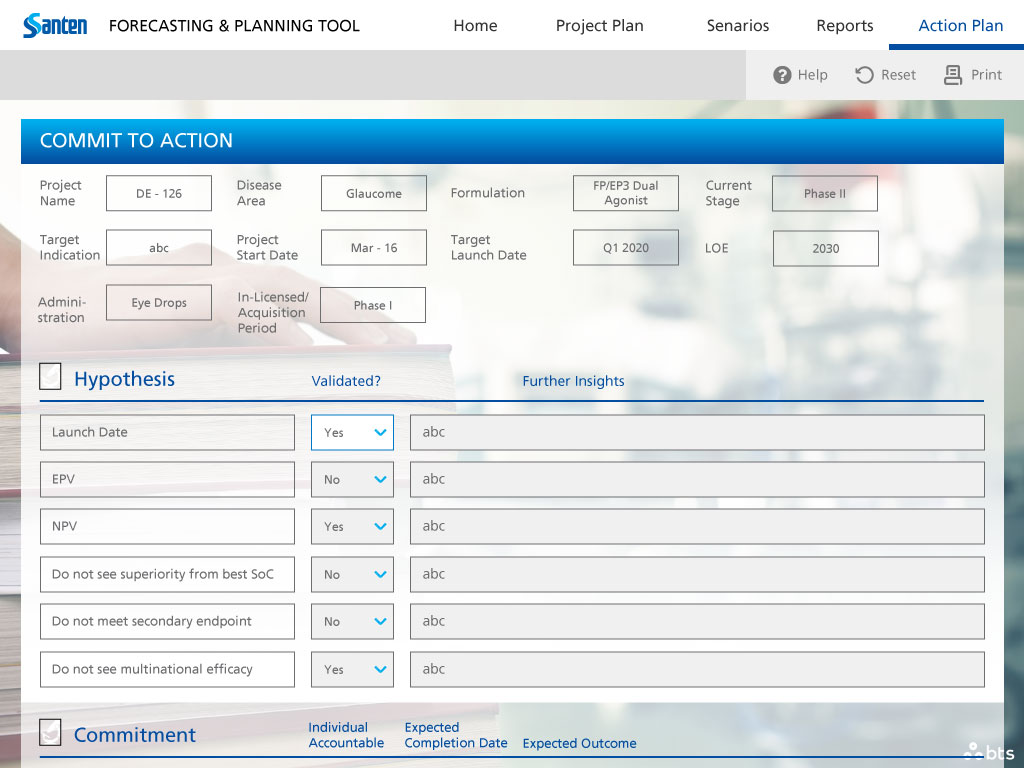 Santen FORECASTING & PLANNING TOOL Home Project Plan Senarios Reports Action Plan
? Help Reset Print
COMMIT TO ACTION
Project Name DE - 126 Disease Area Glaucome Formulation FP/EP3 Dual Agonist Current Stage Phase II
Target Indication abc Project Start Date Mar - 16 Target Launch Date Q1 2020 LOE 2030
Admini-stration Eye Drops In-Licensed/ Acquisition Period Phase I
Hypothesis Validated? Further Insights
Launch Date Yes abc
EPV No abc
NPV Yes abc
Do not see superiority from best SoC No abc
Do not meet secondary endpoint No abc
Do not see multinational efficacy Yes abc
Commitment Individual Accountable Expected Completion Date Expected Outcome
bts